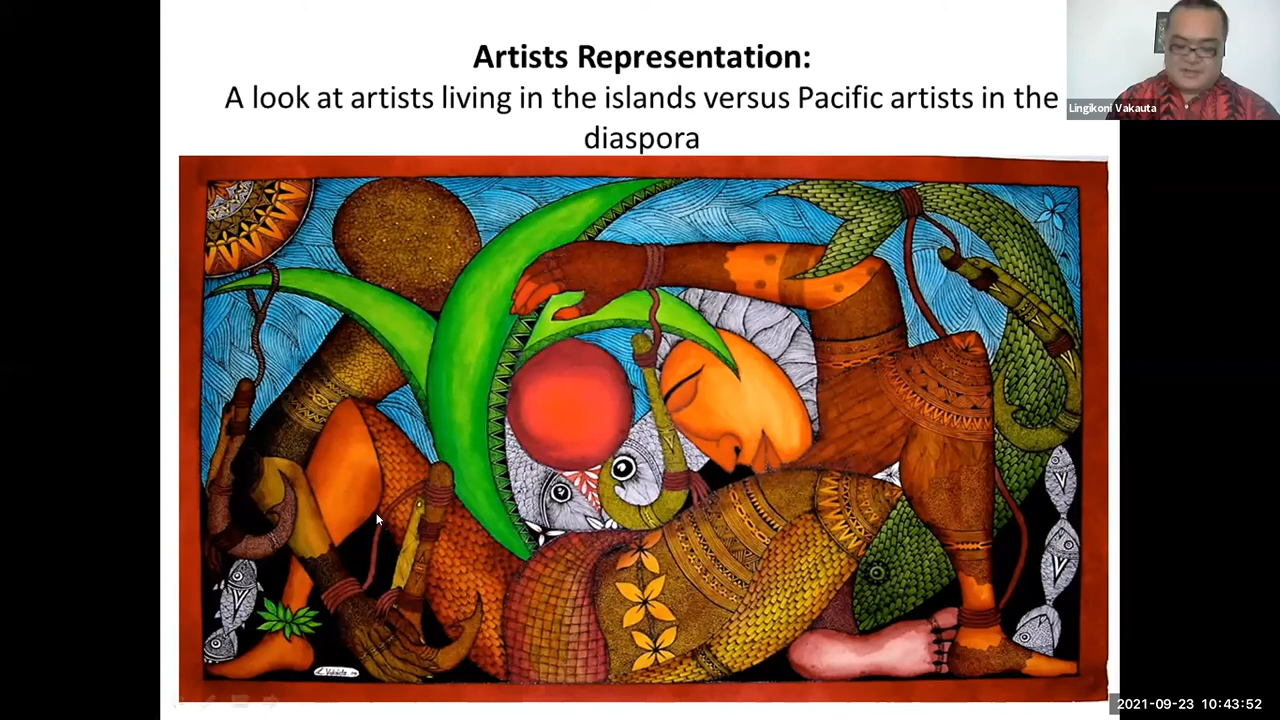 Artists Representation:
A look at artists living in the islands versus Pacific artists in the
diaspora
Lingikoni Vakauta
2021-09-23 10:43:52